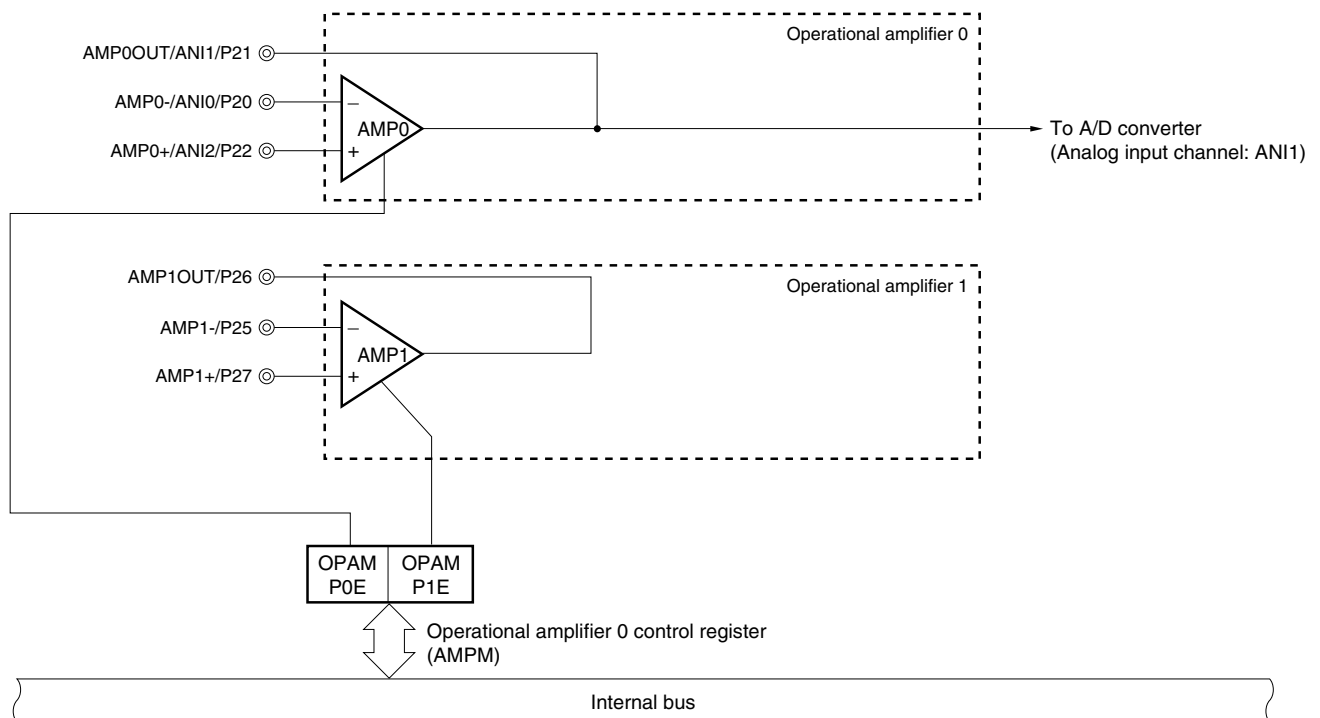 Operational amplifier 0
AMP0OUT/ANI1/P21
AMP0-/ANI0/P20
AMP0+/ANI2/P22
−
AMP0
+
To A/D converter
(Analog input channel: ANI1)
Operational amplifier 1
AMP1OUT/P26
AMP1-/P25
AMP1+/P27
−
AMP1
+
OPAM
P0E
OPAM
P1E
Operational amplifier 0 control register
(AMPM)
Internal bus